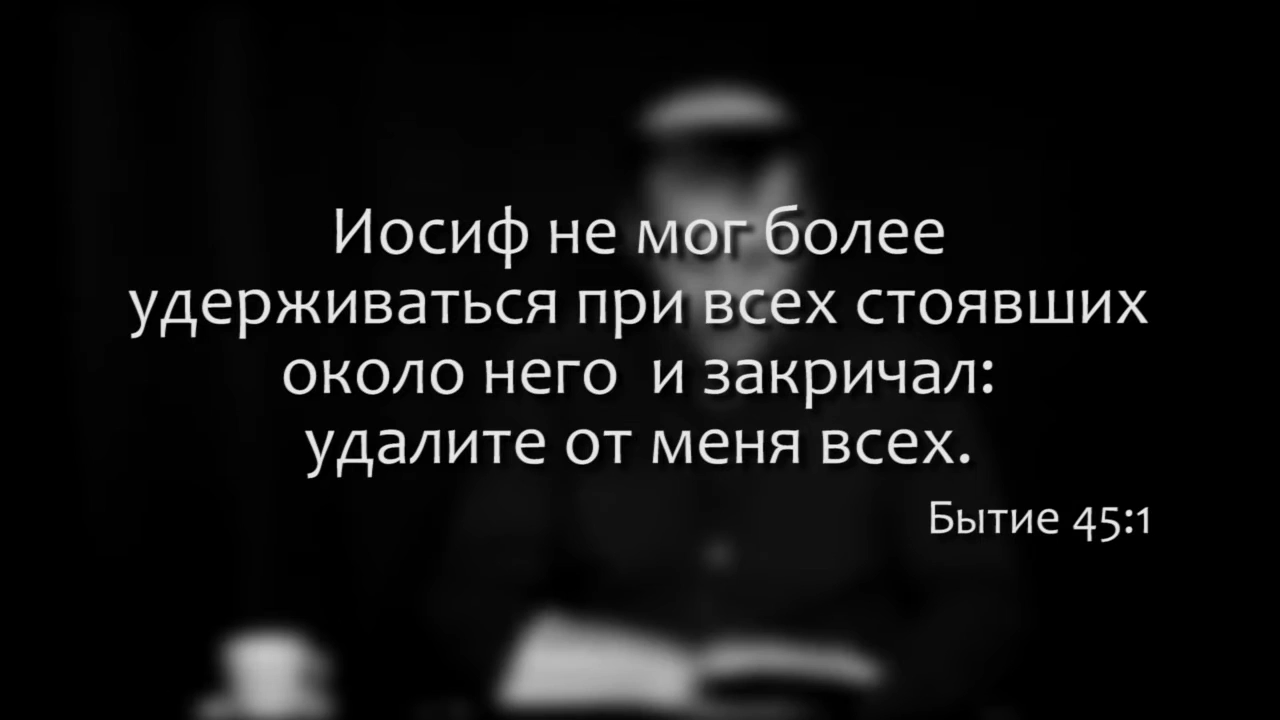 Иосиф не мог более
удерживаться при всех стоявших
около него и закричал:
удалите от меня всех.
Бытие 45:1